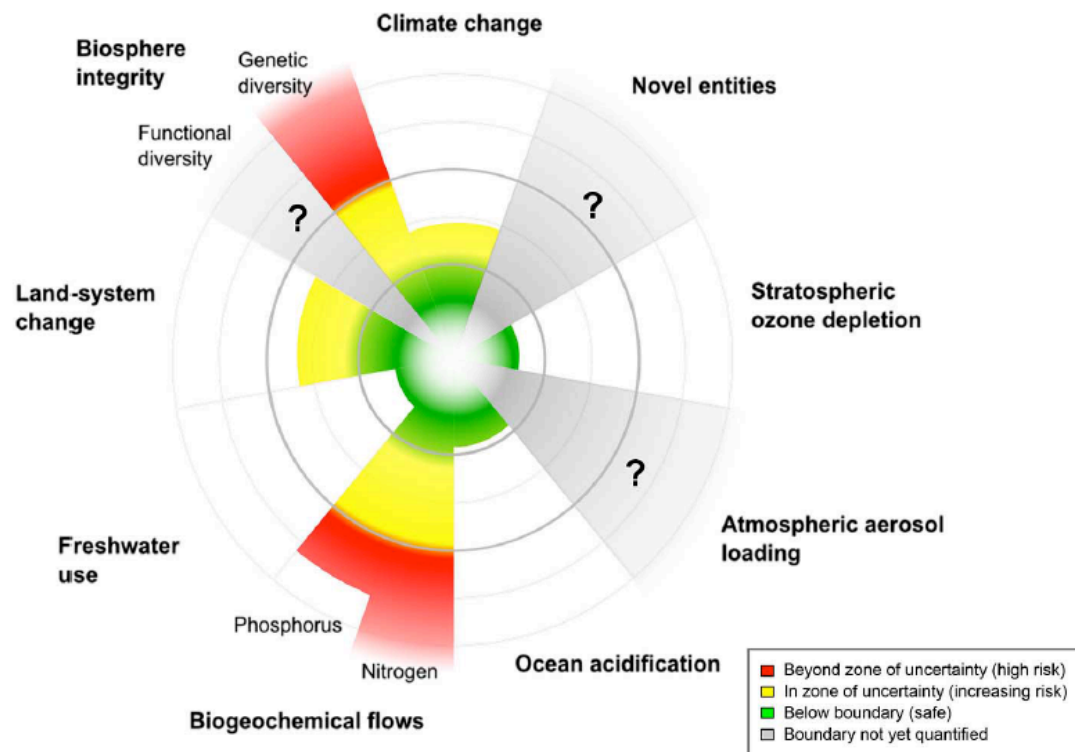 Climate change
Biosphere
integrity
Genetic
diversity
Novel entities
Functional
diversity
?
?
Land-system
change
Stratospheric
ozone depletion
?
Atmospheric aerosol
loading
Freshwater
use
Phosphorus
Nitrogen
Ocean acidification
Biogeochemical flows
Beyond zone of uncertainty (high risk)
In zone of uncertainty (increasing risk)
Below boundary (safe)
Boundary not yet quantified